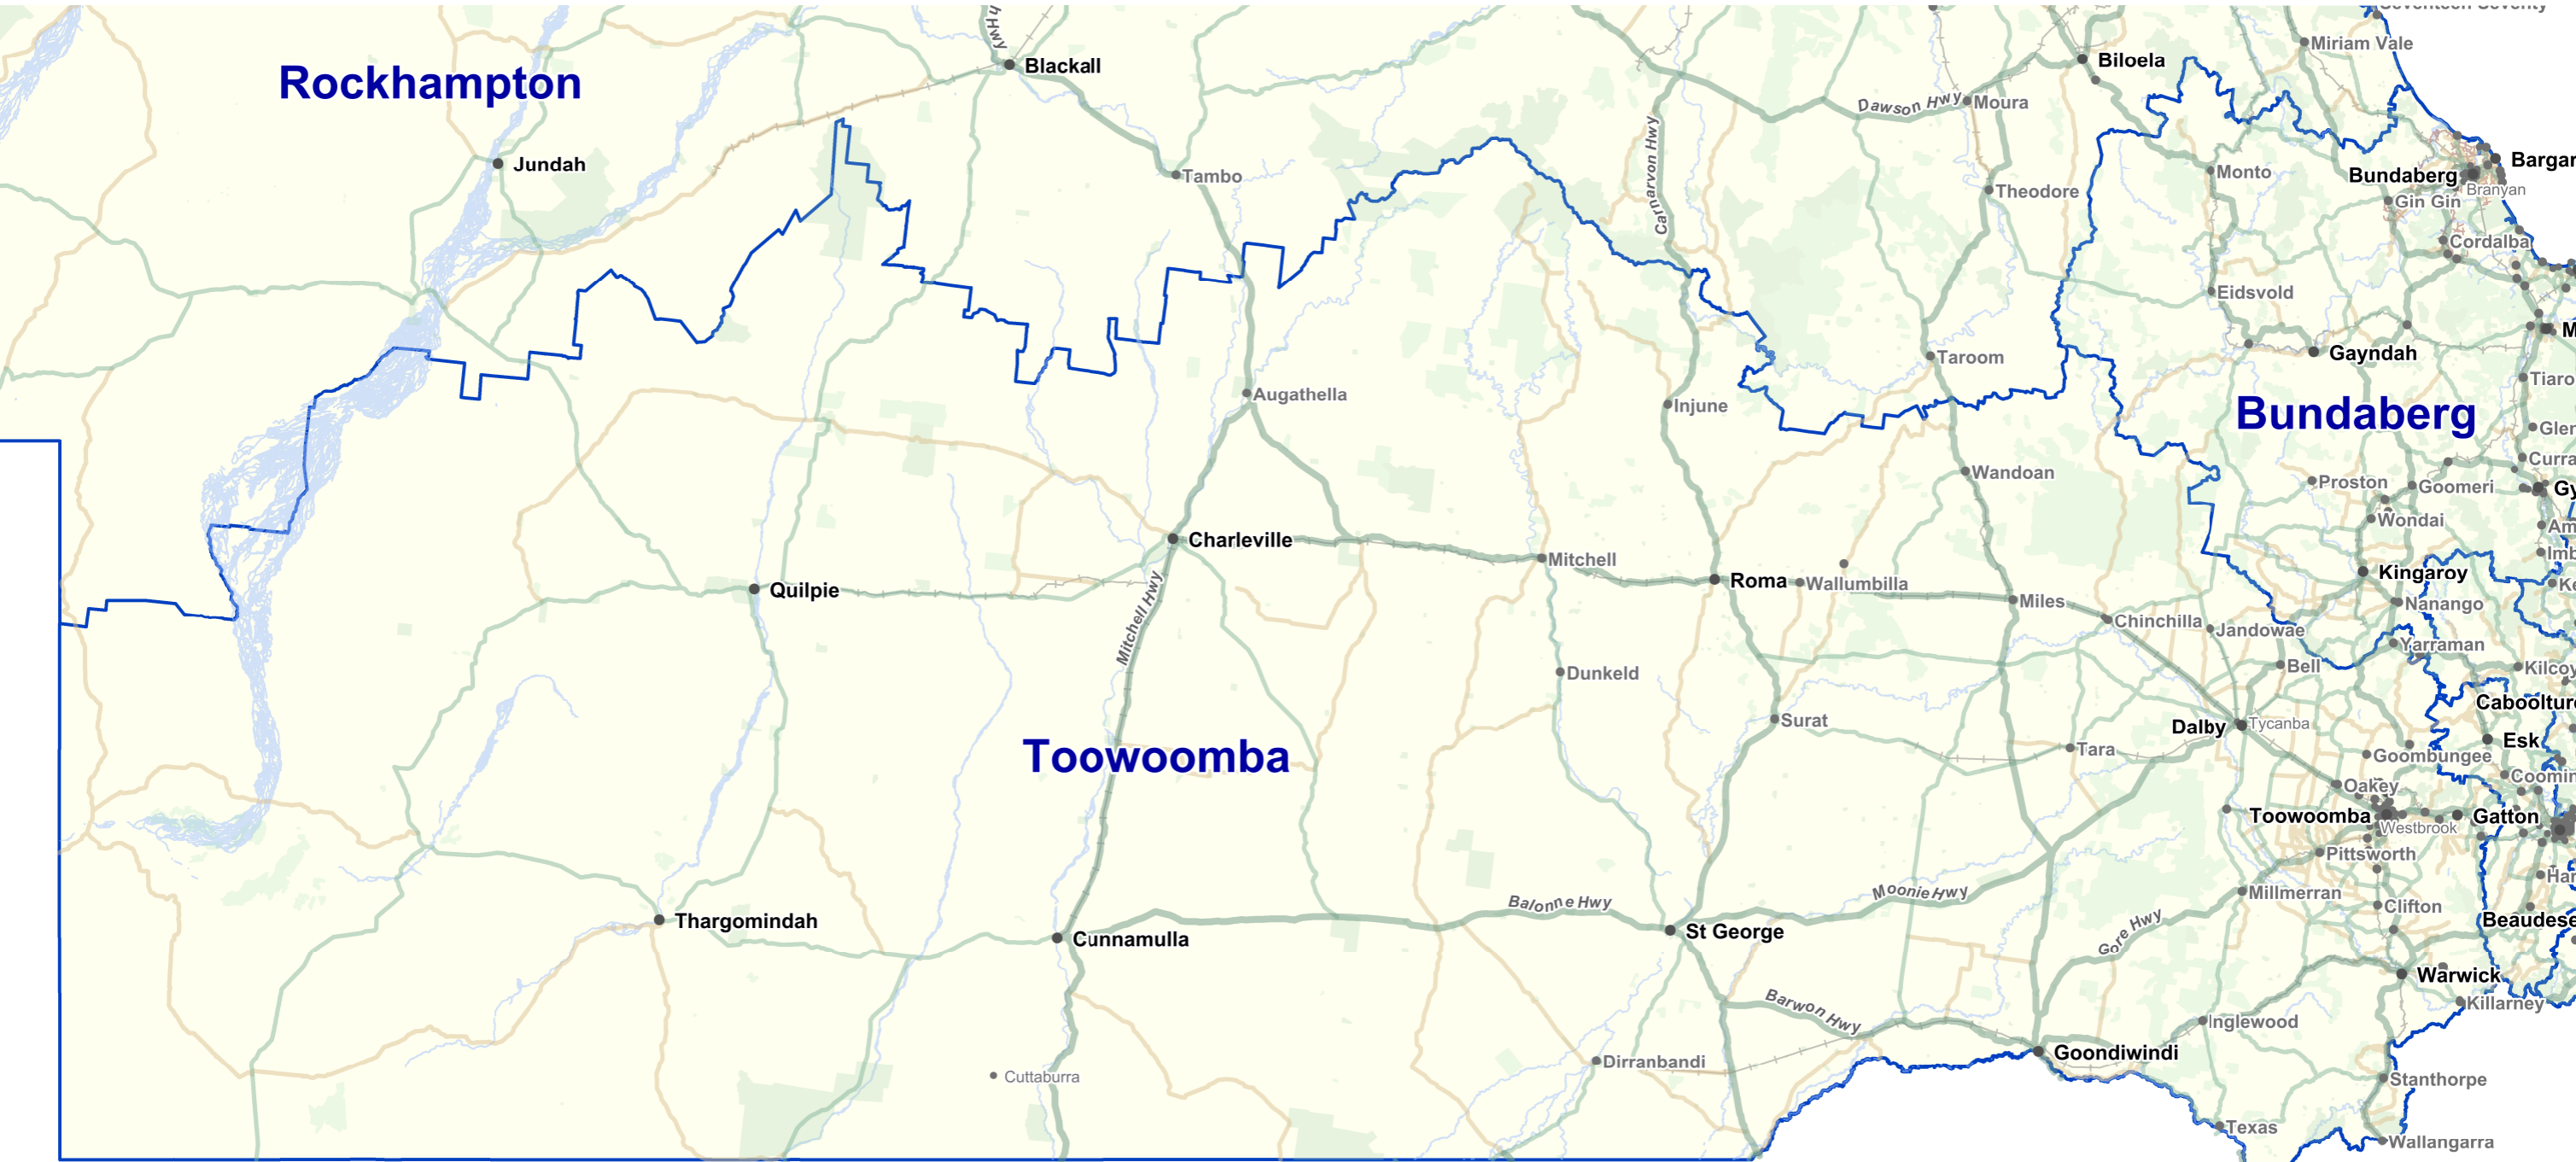 Seventeen Seventy
Hwy
Miriam Vale
Blackall
Biloela
Rockhampton
Dawson Hwy
Moura
Jundah
Carnarvon Hwy
Bundaberg
Tambo
Monto
Branyan
Theodore
Gin Gin
Cordalba
Eidsvold
Gayndah
Taroom
Augathella
Injune
Bundaberg
Wandoan
Proston
Goomeri
Wondai
Charleville
Mitchell
Kingaroy
Roma
Wallumbilla
Quilpie
Miles
Nanango
Mitchell Hwy
Chinchilla
Jandowae
Yarraman
Bell
Dunkeld
Surat
Dalby
Tycanba
Esk
Toowoomba
Tara
Goombungee
Oakey
Toowoomba
Gatton
Westbrook
Pittsworth
Millmerran
Moonie Hwy
Balonne Hwy
Clifton
Thargomindah
St George
Cunnamulla
Gore Hwy
Warwick
Killarney
Barwon Hwy
Inglewood
Goondiwindi
Dirranbandi
Cuttaburra
Stanthorpe
Texas
Wallangarra